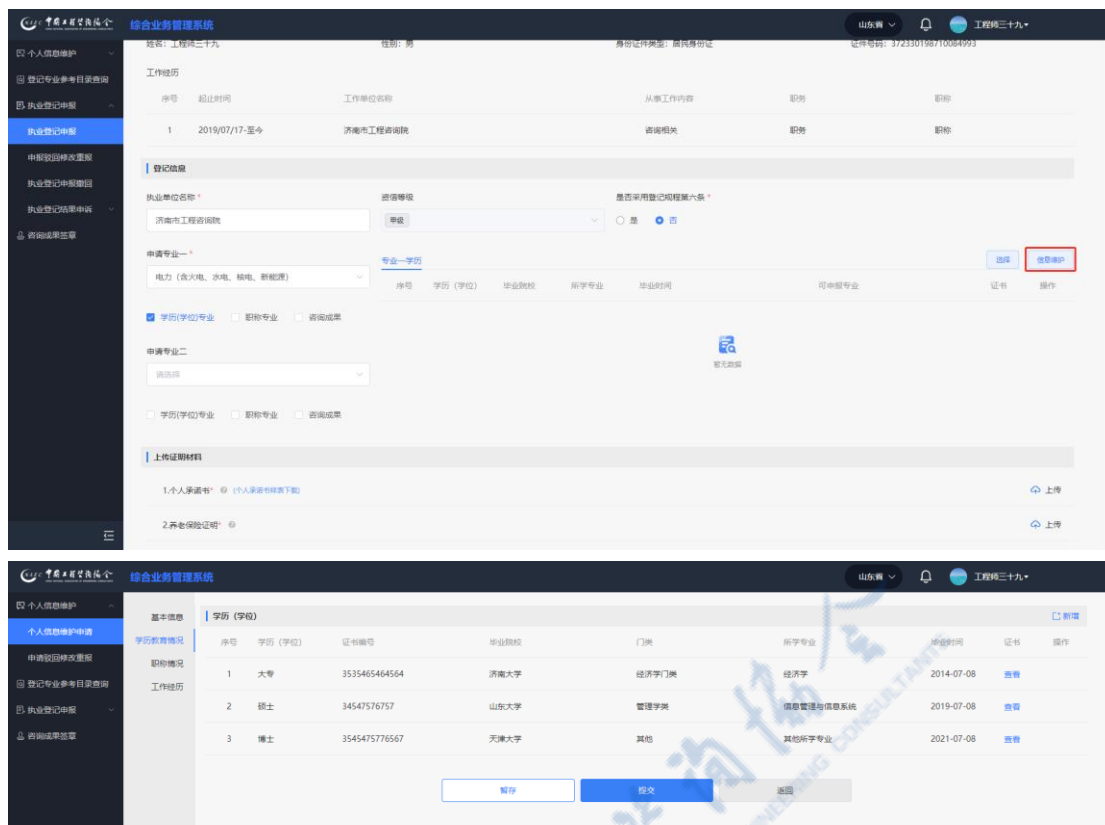 中国工程咨询协会 综合业务管理系统 山东省 工程师三十九
个人信息维护
登记专业参考目录查询
执业登记申报
执业登记申报
申报驳回修改重报
执业登记申报撤回
执业登记结果申诉
咨询成果签章
姓名：工程师三十九 性别：男 身份证件类型：居民身份证 证件号码：372330198710084993
工作经历
序号 起止时间 工作单位名称 从事工作内容 职务 职称
1 2019/07/17-至今 济南市工程咨询院 咨询相关 职务 职称
登记信息
执业单位名称 * 资信等级 是否采用登记规程第六条 *
济南市工程咨询院 甲级 是 否
申请专业一 * 专业一学历 选择 信息维护
电力（含火电、水电、核电、新能源） 序号 学历（学位） 毕业院校 所学专业 毕业时间 可申报专业 证书 操作
学历(学位)专业 职称专业 咨询成果
暂无数据
申请专业二
请选择
学历(学位)专业 职称专业 咨询成果
上传证明材料
1.个人承诺书* (个人承诺书样表下载) 上传
2.养老保险证明* 上传
中国工程咨询协会 综合业务管理系统 山东省 工程师三十九
个人信息维护
个人信息维护申请
申请驳回修改重报
登记专业参考目录查询
执业登记申报
咨询成果签章
基本信息
学历教育情况
职称情况
工作经历
学历（学位） 新增
序号 学历（学位） 证书编号 毕业院校 门类 所学专业 毕业时间 证书 操作
1 大专 3535465464564 济南大学 经济学门类 经济学 2014-07-08 查看
2 硕士 34547576757 山东大学 管理学类 信息管理与信息系统 2019-07-08 查看
3 博士 3545475776567 天津大学 其他 其他所学专业 2021-07-08 查看
暂存 提交 返回